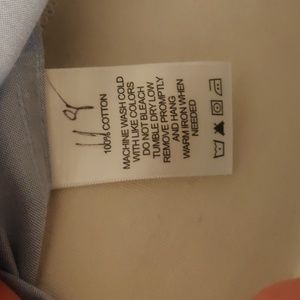 100% COTTON
MACHINE WASH COLD
WITH LIKE COLORS
DO NOT BLEACH
TUMBLE DRY LOW
REMOVE PROMPTLY
AND HANG
WARM IRON WHEN
NEEDED